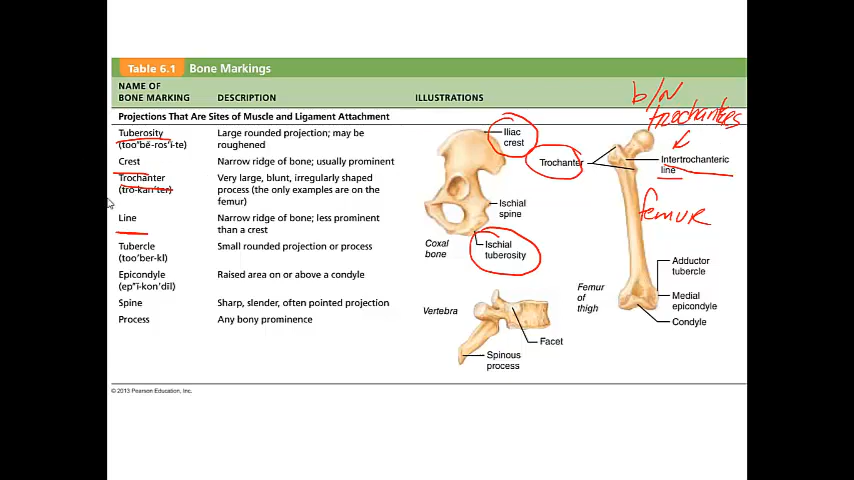 Table 6.1 Bone Markings
NAME OF
BONE MARKING
DESCRIPTION
ILLUSTRATIONS
Projections That Are Sites of Muscle and Ligament Attachment
Tuberosity
(too"bĕ-ros'ĭ-te)
Large rounded projection; may be
roughened
Crest
Narrow ridge of bone; usually prominent
Trochanter
(tro-kan'ter)
Very large, blunt, irregularly shaped
process (the only examples are on the
femur)
Line
Narrow ridge of bone; less prominent
than a crest
Tubercle
(too'ber-kl)
Small rounded projection or process
Epicondyle
(ep"ĭ-kon'dīl)
Raised area on or above a condyle
Spine
Sharp, slender, often pointed projection
Process
Any bony prominence
Iliac
crest
Ischial
spine
Ischial
tuberosity
Coxal
bone
Vertebra
Facet
Spinous
process
b/N
trochanters
Trochanter
Intertrochanteric
line
femur
Adductor
tubercle
Medial
epicondyle
Condyle
Femur
of
thigh
© 2013 Pearson Education, Inc.